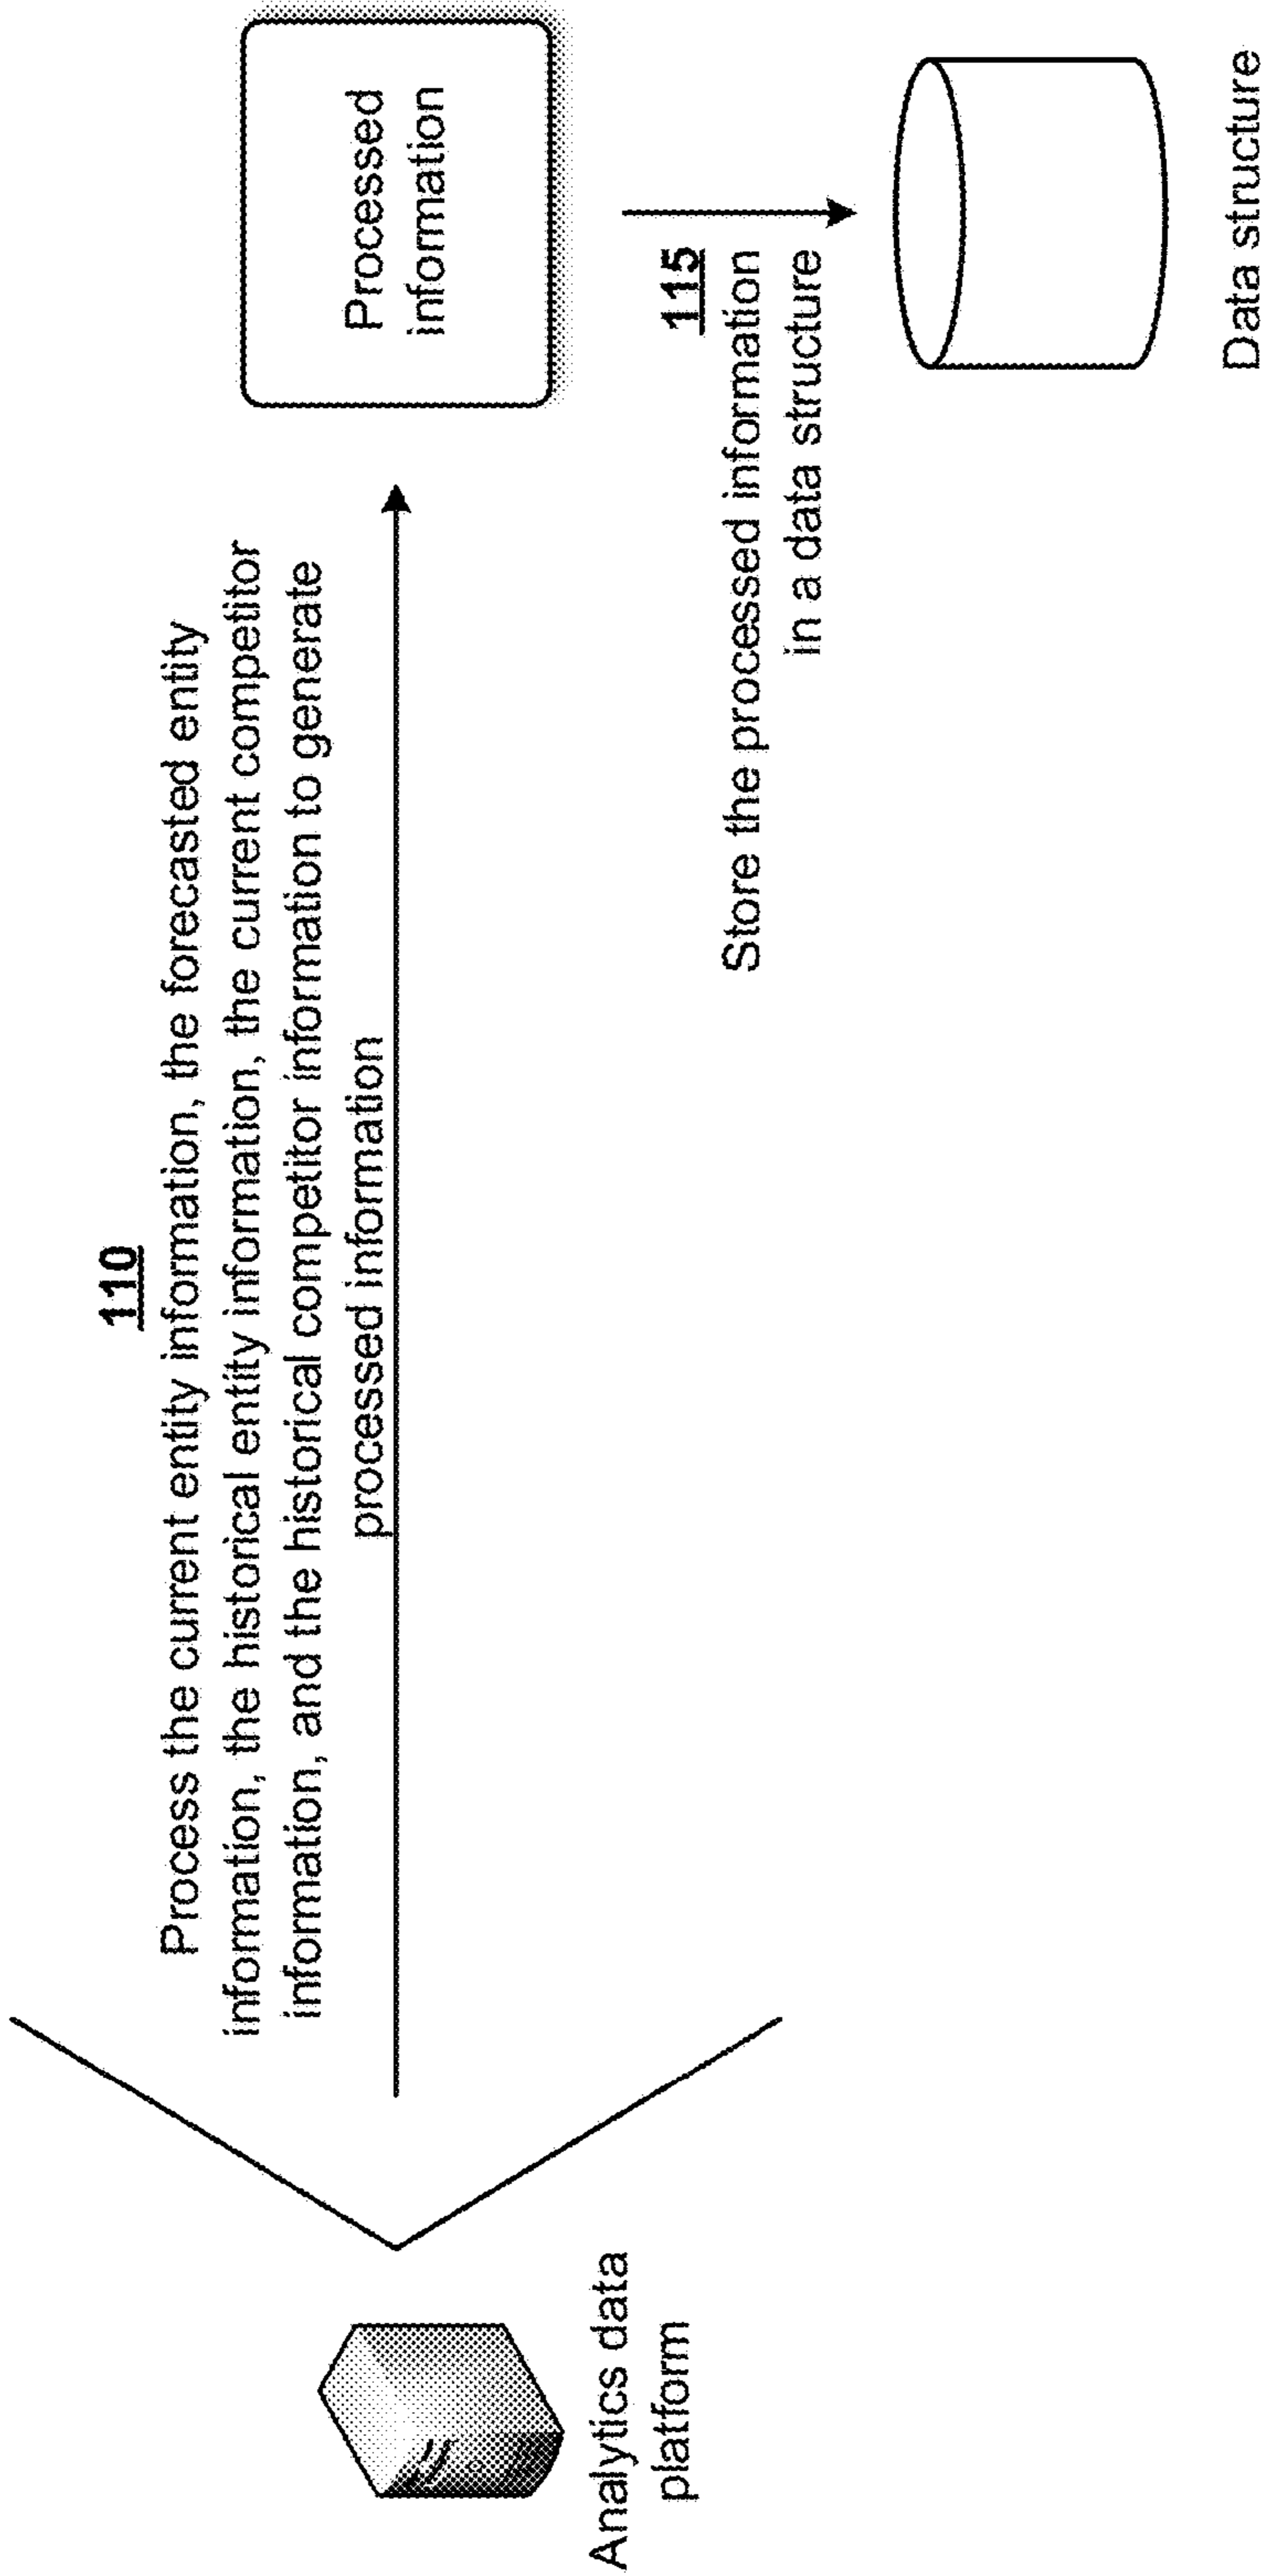 110
Process the current entity information, the forecasted entity
information, the historical entity information, the current competitor
information, and the historical competitor information to generate
processed information
Analytics data
platform
Processed
information
115
Store the processed information
in a data structure
Data structure